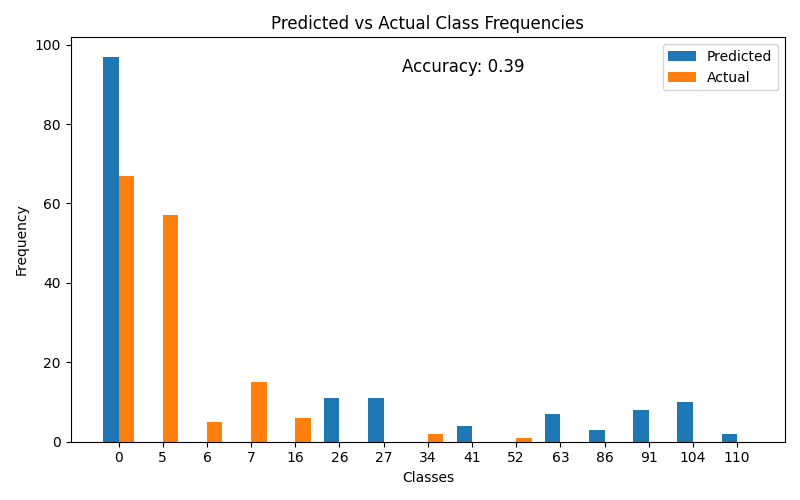 Predicted vs Actual Class Frequencies
Accuracy: 0.39
Predicted
Actual
Frequency
100
80
60
40
20
0
0 5 6 7 16 26 27 34 41 52 63 86 91 104 110
Classes